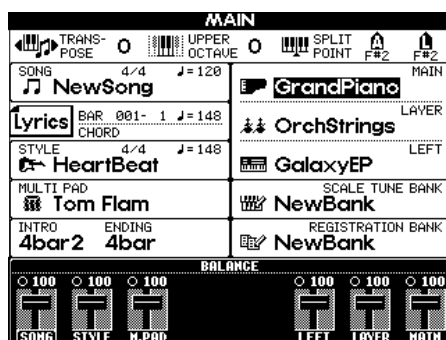 MAIN
TRANS-
POSE 0
UPPER
OCTAVE 0
SPLIT
POINT
A
F#2
L
F#2
SONG 4/4 ♩=120
NewSong
Lyrics
BAR 001- 1 ♩=148
CHORD
STYLE 4/4 ♩=148
HeartBeat
MULTI PAD
Tom Flam
INTRO ENDING
4bar2 4bar
MAIN
GrandPiano
LAYER
OrchStrings
LEFT
GalaxyEP
SCALE TUNE BANK
NewBank
REGISTRATION BANK
NewBank
BALANCE
100 100 100 100 100 100
SONG STYLE M.PAD LEFT LAYER MAIN